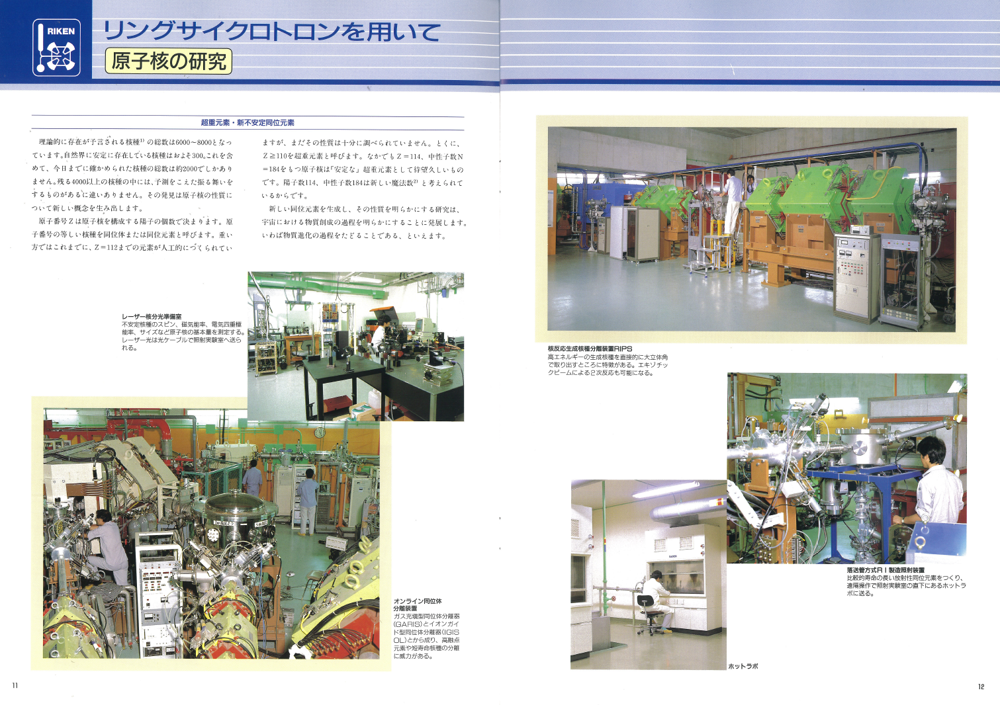 RIKEN
リングサイクロトロンを用いて
原子核の研究
超重元素・新不安定同位元素
理論的に存在が予言される核種¹⁾ の総数は6000〜8000となっ
ています。自然界に安定に存在している核種はおよそ300。これを含
めて、今日までに確かめられた核種の総数は約2000でしかあり
ません。残る4000以上の核種の中には、予測をこえた振る舞いを
するものがあるに違いありません。その発見は原子核の性質に
ついて新しい概念を生み出します。
原子番号Zは原子核を構成する陽子の個数で決まります。原
子番号の等しい核種を同位体または同位元素と呼びます。重い
方ではこれまでに、Z=112までの元素が人工的につくられてい
ますが、まだその性質は十分に調べられていません。とくに、
Z≧110を超重元素と呼びます。なかでもZ=114、中性子数N
=184をもつ原子核は「安定な」超重元素として待望久しいもの
です。陽子数114、中性子数184は新しい魔法数²⁾ と考えられて
いるからです。
新しい同位元素を生成し、その性質を明らかにする研究は、
宇宙における物質創成の過程を明らかにすることに発展します。
いわば物質進化の過程をたどることである、といえます。
レーザー核分光準備室
不安定核種のスピン、磁気能率、電気四重極
能率、サイズなど原子核の基本量を測定する。
レーザー光は光ケーブルで照射実験室へ送ら
れる。
オンライン同位体
分離装置
ガス充塡型同位体分離器
(GARIS)とイオンガイ
ド型同位体分離器(IGIS
OL)とから成り、高融点
元素や短寿命核種の分離
に威力がある。
11
核反応生成核種分離装置RIPS
高エネルギーの生成核種を直接的に大立体角
で取り出すところに特徴がある。エキゾチッ
クビームによる2次反応も可能になる。
落送管方式RI製造照射装置
比較的寿命の長い放射性同位元素をつくり、
遠隔操作で照射実験室の直下にあるホットラ
ボに送る。
ホットラボ
12